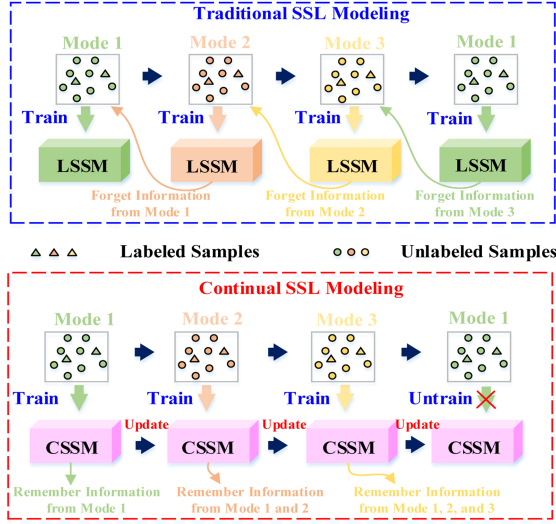 Traditional SSL Modeling
Mode 1 Mode 2 Mode 3 Mode 1
Train Train Train Train
LSSM LSSM LSSM LSSM
Forget Information Forget Information Forget Information
from Mode 1 from Mode 2 from Mode 3
Labeled Samples Unlabeled Samples
Continual SSL Modeling
Mode 1 Mode 2 Mode 3 Mode 1
Train Train Train Untrain
Update Update Update
CSSM CSSM CSSM CSSM
Remember Information Remember Information Remember Information
from Mode 1 from Mode 1 and 2 from Mode 1, 2, and 3